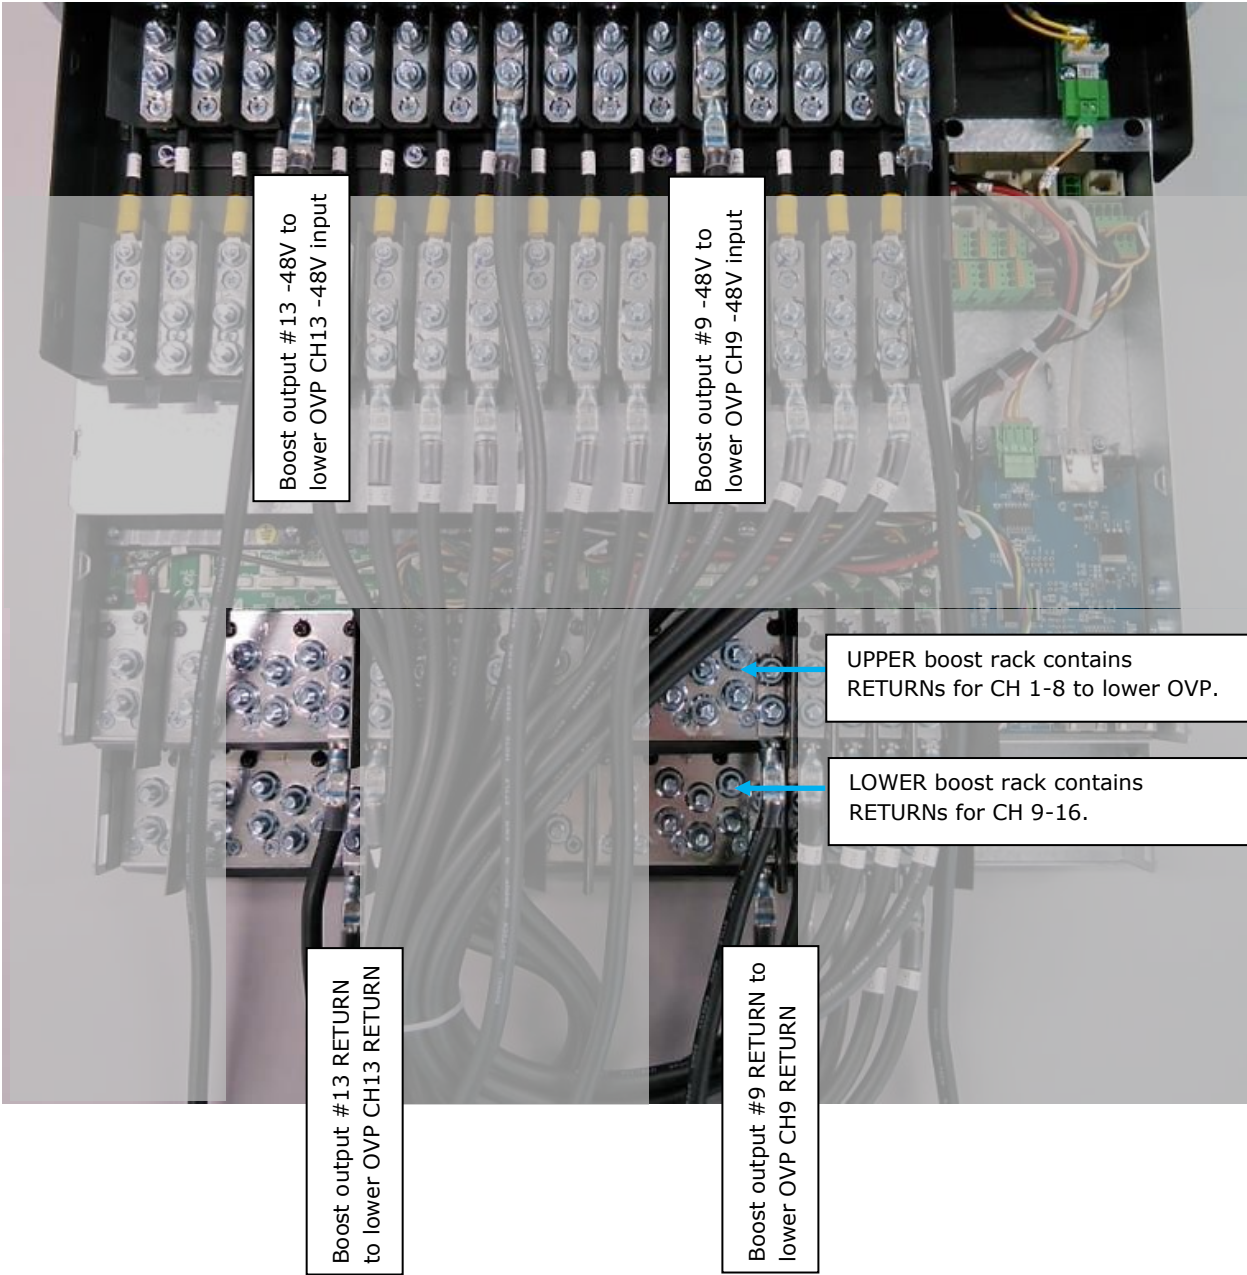 Boost output #13 -48V to
lower OVP CH13 -48V input
Boost output #9 -48V to
lower OVP CH9 -48V input
UPPER boost rack contains
RETURNs for CH 1-8 to lower OVP.
LOWER boost rack contains
RETURNs for CH 9-16.
Boost output #13 RETURN
to lower OVP CH13 RETURN
Boost output #9 RETURN to
lower OVP CH9 RETURN